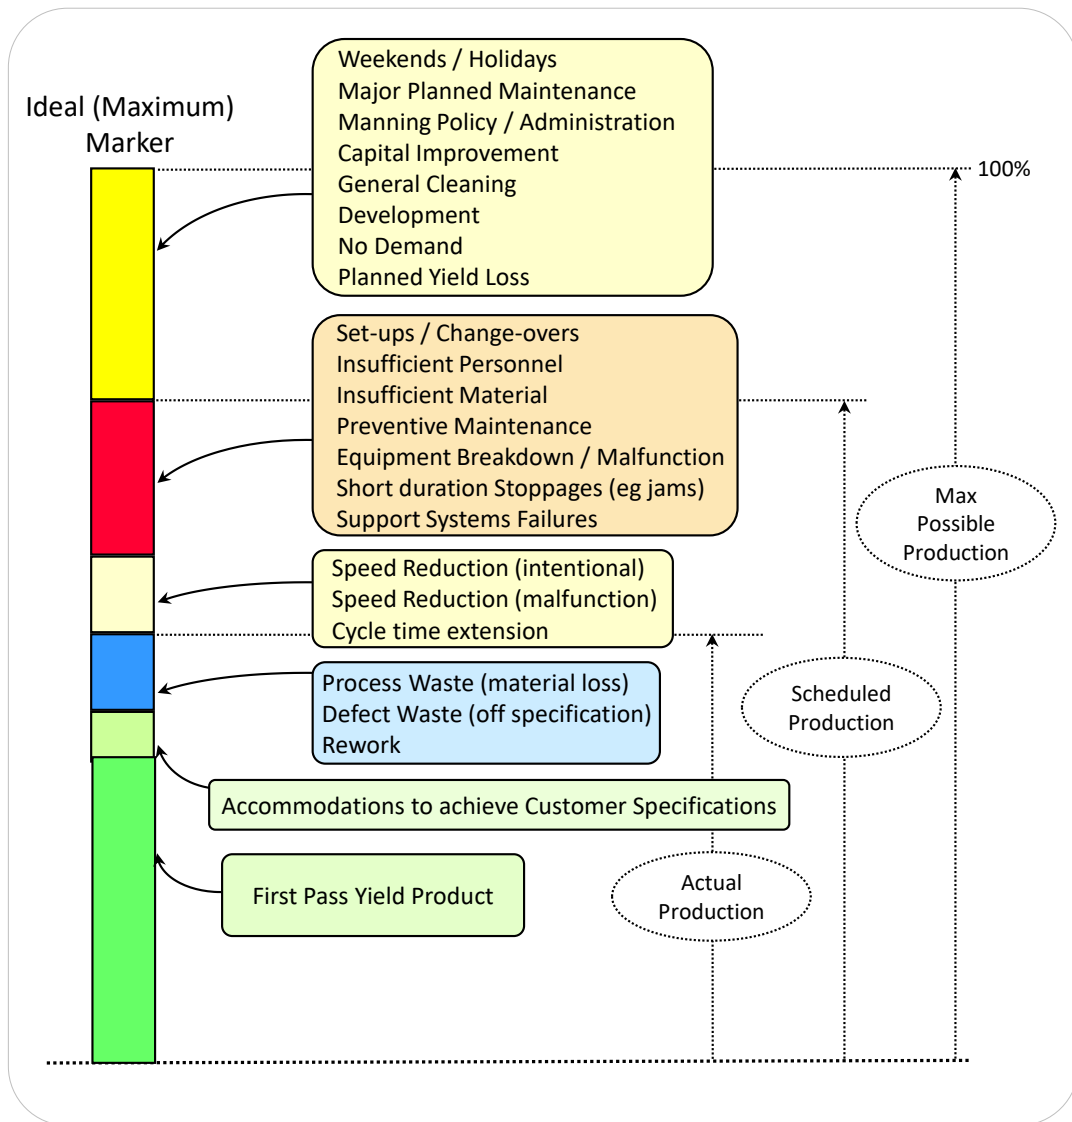 Ideal (Maximum)
Marker
Weekends / Holidays
Major Planned Maintenance
Manning Policy / Administration
Capital Improvement
General Cleaning
Development
No Demand
Planned Yield Loss
100%
Set-ups / Change-overs
Insufficient Personnel
Insufficient Material
Preventive Maintenance
Equipment Breakdown / Malfunction
Short duration Stoppages (eg jams)
Support Systems Failures
Max
Possible
Production
Speed Reduction (intentional)
Speed Reduction (malfunction)
Cycle time extension
Process Waste (material loss)
Defect Waste (off specification)
Rework
Scheduled
Production
Accommodations to achieve Customer Specifications
First Pass Yield Product
Actual
Production